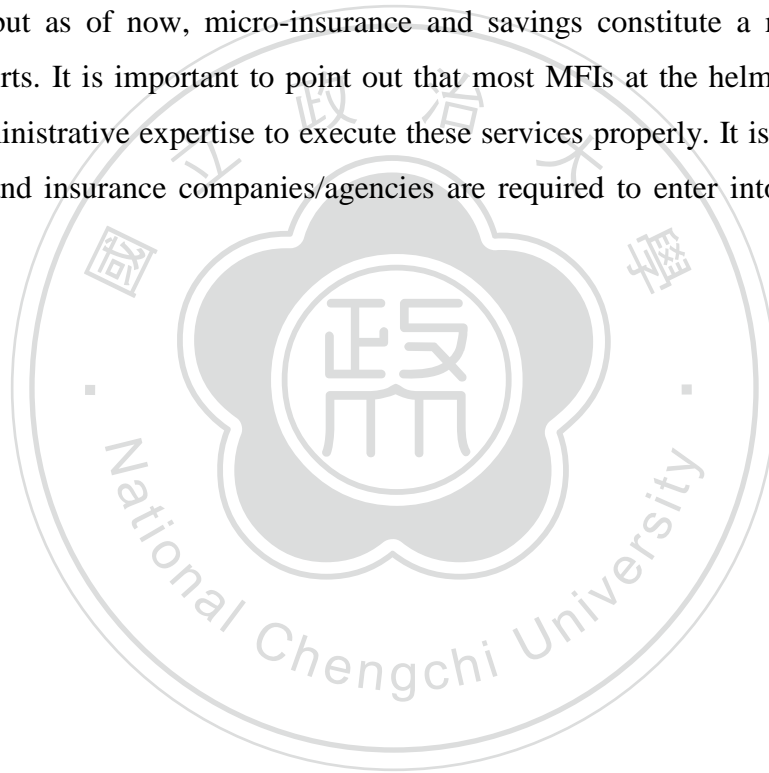 but as of now, micro-insurance and savings constitute a
rts. It is important to point out that most MFIs at the helm
ministrative expertise to execute these services properly. It is
nd insurance companies/agencies are required to enter into
國立政治大學
政大
National Chengchi University